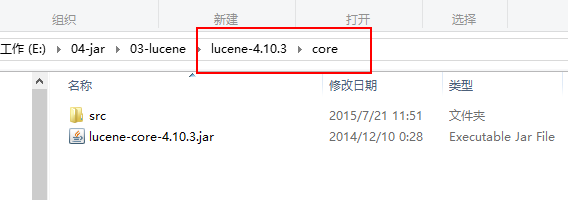 组织 新建 打开 选择
工作 (E:) 04-jar 03-lucene lucene-4.10.3 core
名称 修改日期 类型
src 2015/7/21 11:51 文件夹
lucene-core-4.10.3.jar 2014/12/10 0:28 Executable Jar File